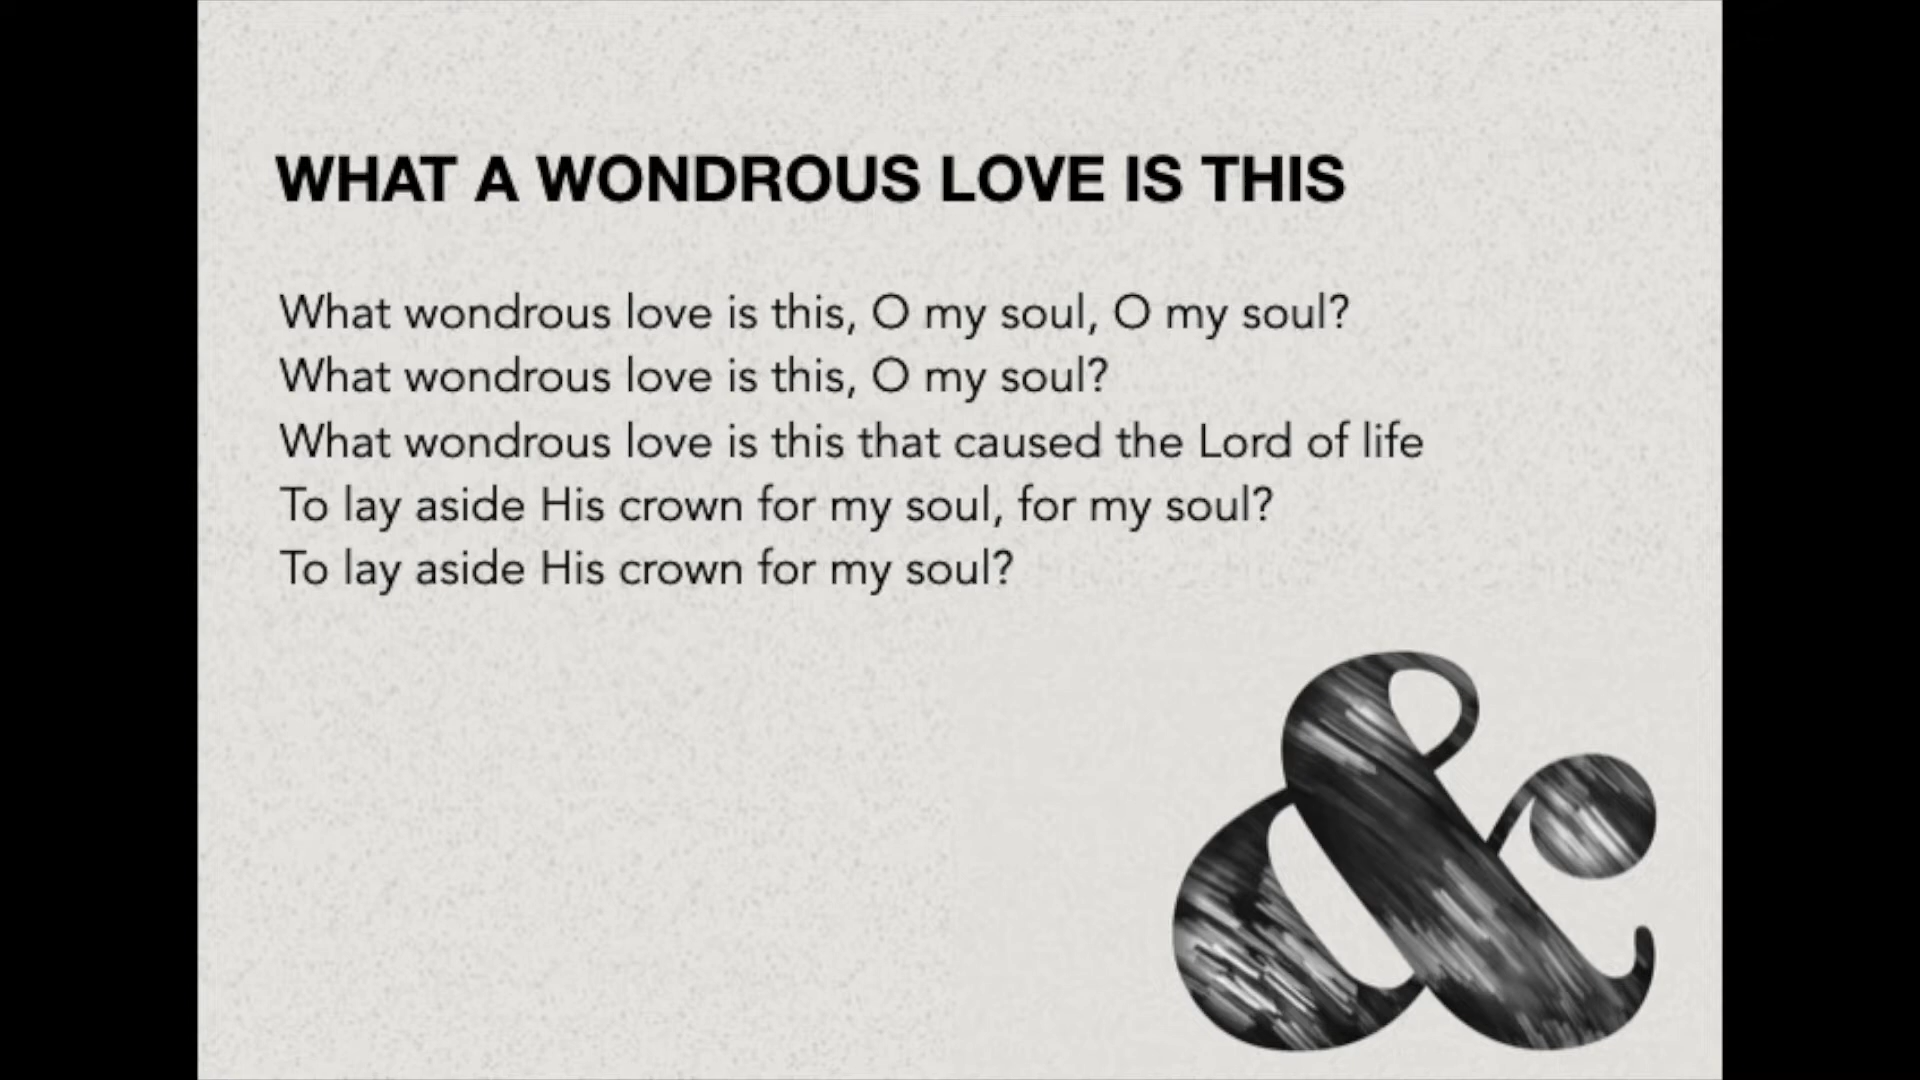 WHAT A WONDROUS LOVE IS THIS
What wondrous love is this, O my soul, O my soul?
What wondrous love is this, O my soul?
What wondrous love is this that caused the Lord of life
To lay aside His crown for my soul, for my soul?
To lay aside His crown for my soul?
&